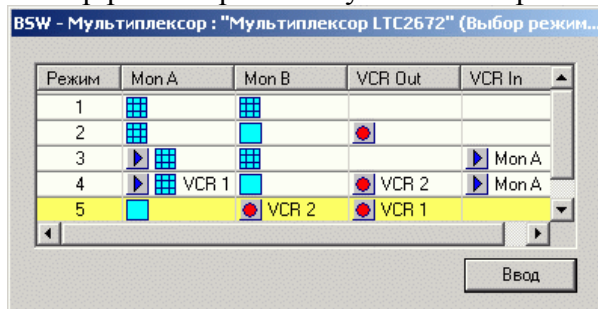 BSW - Мультиплексор : "Мультиплексор LTC2672" (Выбор режим...
Режим Mon A Mon B VCR Out VCR In
1
2
3 Mon A
4 VCR 1 VCR 2 Mon A
5 VCR 2 VCR 1
Ввод